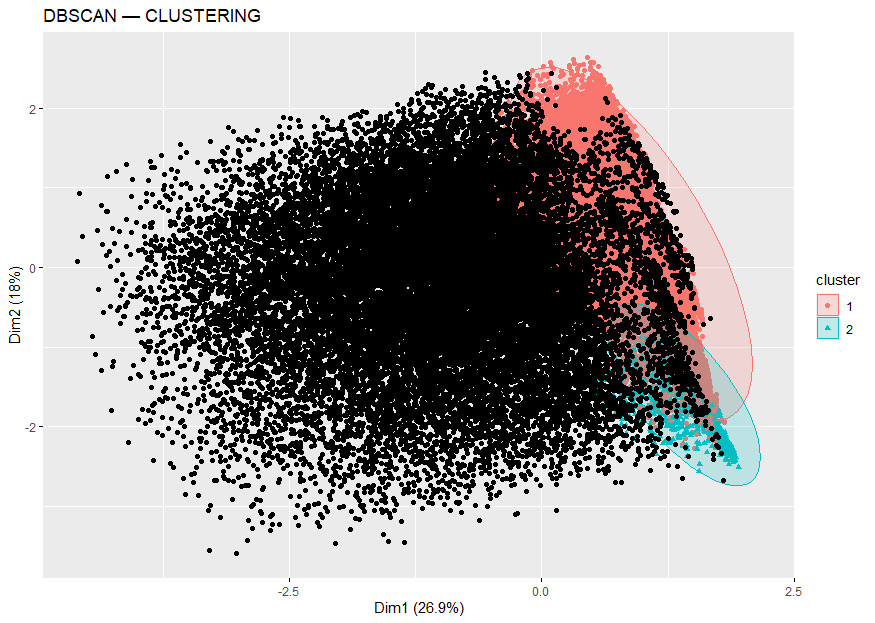 DBSCAN — CLUSTERING
Dim2 (18%)
2
0
-2
-2.5
0.0
2.5
Dim1 (26.9%)
cluster
1
2